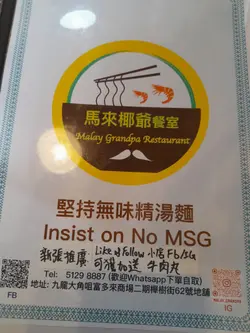 馬來椰爺餐室
Malay Grandpa Restaurant
堅持無味精湯麵
Insist on No MSG
新張推廣 Like & Follow 小店 Fb/IG
可獲加送 牛肉丸
Tel: 5129 8887 (歡迎Whatsapp下單自取)
地址: 九龍大角咀富多來商場二期樺樹街62號地舖
FB
IG